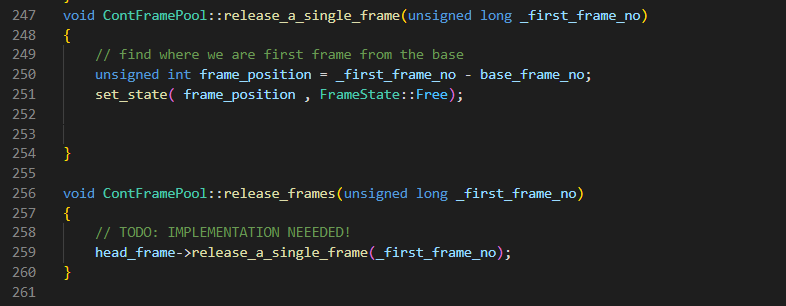 247 void ContFramePool::release_a_single_frame(unsigned long _first_frame_no)
248 {
249     // find where we are first frame from the base
250     unsigned int frame_position = _first_frame_no - base_frame_no;
251     set_state( frame_position , FrameState::Free);
252
253
254 }
255
256 void ContFramePool::release_frames(unsigned long _first_frame_no)
257 {
258     // TODO: IMPLEMENTATION NEEEDED!
259     head_frame->release_a_single_frame(_first_frame_no);
260 }
261